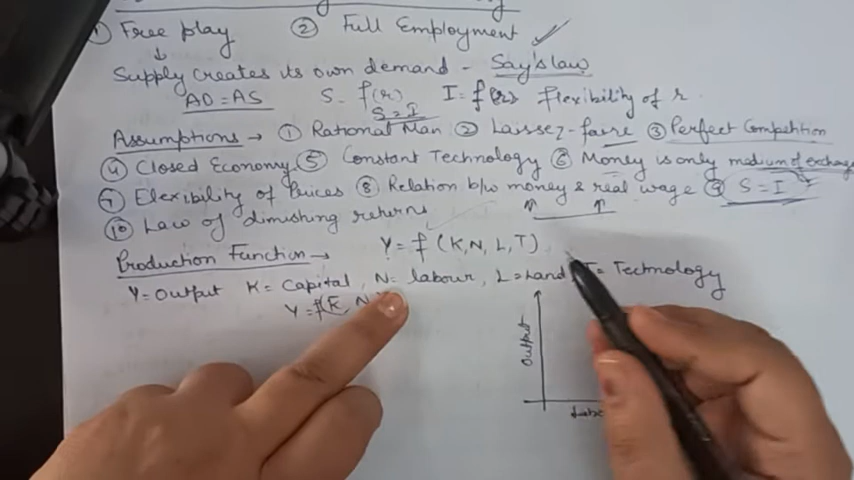 ① Free play ② Full Employment ✓
↓
Supply creates its own demand - Say's law
AD = AS S = f(r) I = f(r) flexibility of r
S = I
Assumptions → ① Rational Man ② Laissez-faire ③ Perfect Competition
④ Closed Economy ⑤ Constant Technology ⑥ Money is only medium of exchange
⑦ Flexibility of Prices ⑧ Relation b/w money & real wage ⑨ S = I
↑ ↑
⑩ Law of diminishing returns
Production Function → Y = f (K, N, L, T)
Y = Output K = Capital, N = labour, L = Land T = Technology
Y = f(K, N
Output